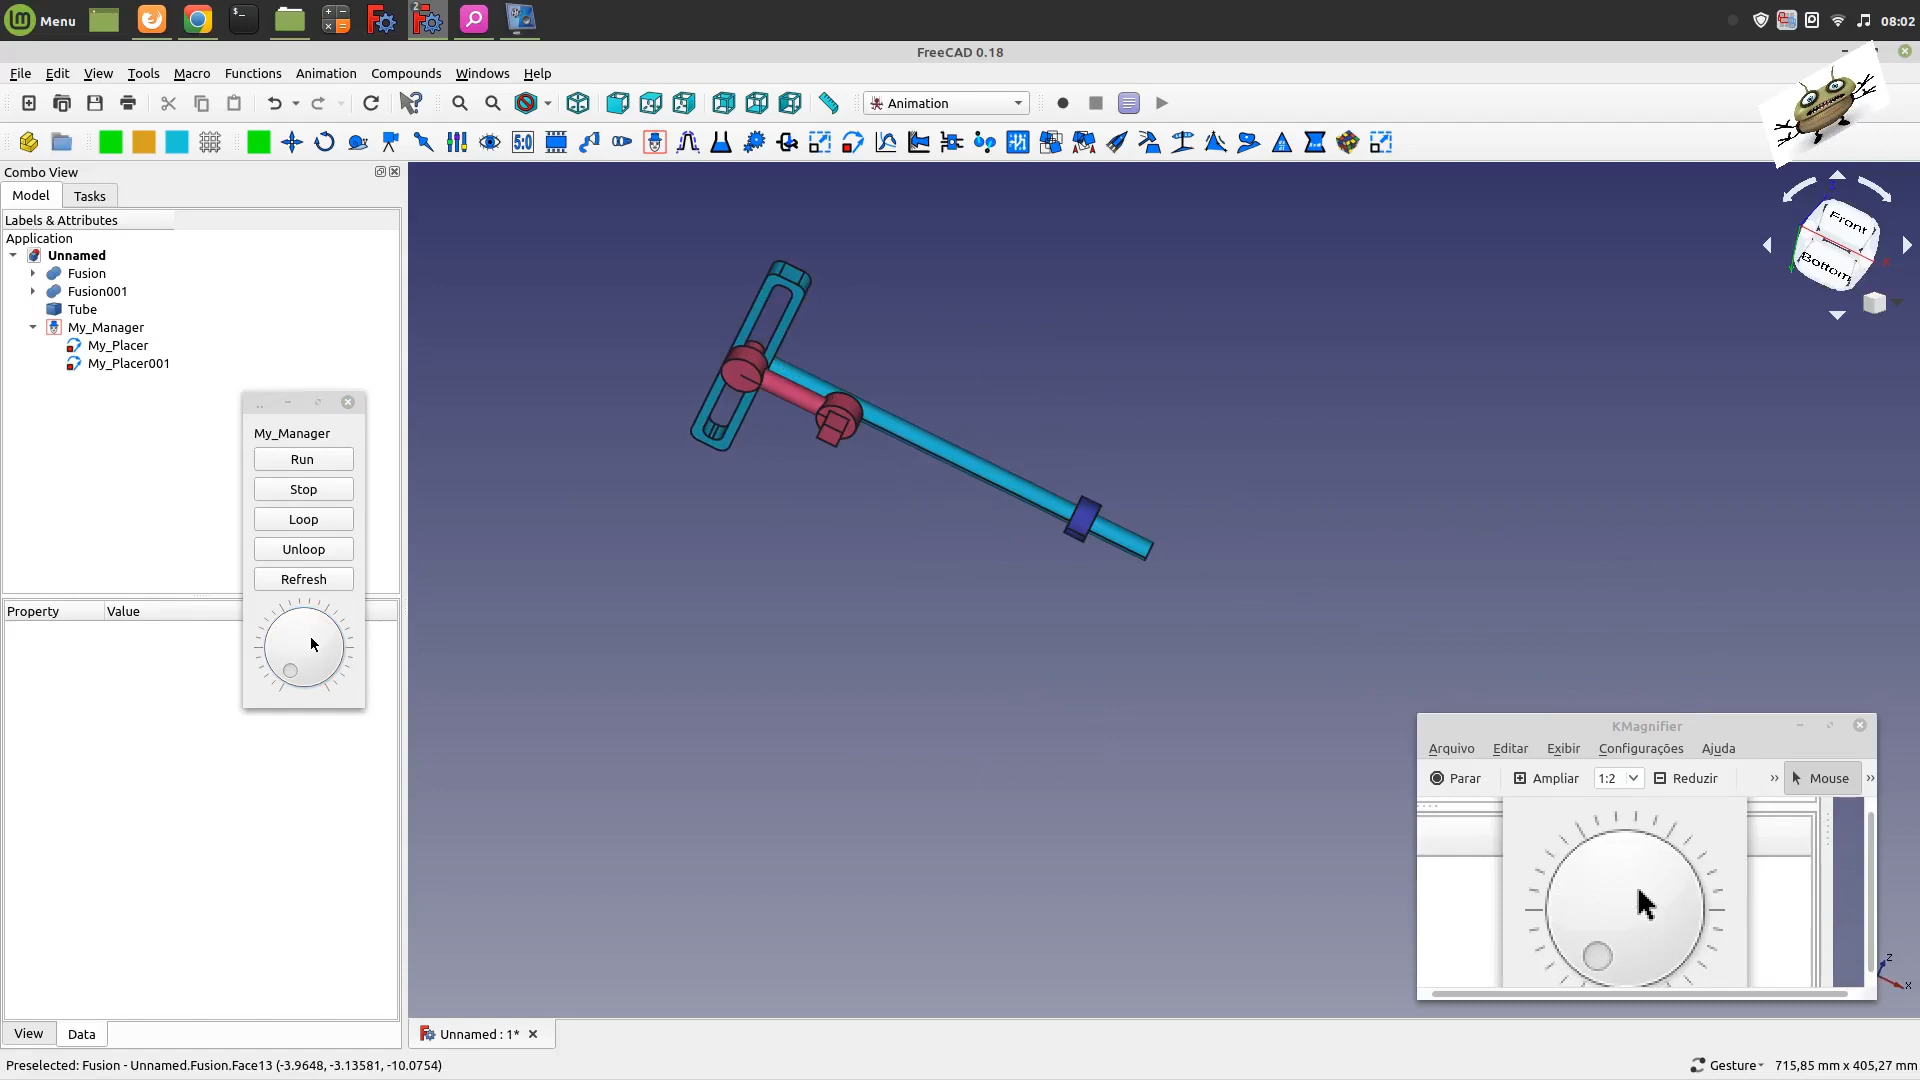 Menu
2
08:02
FreeCAD 0.18
File Edit View Tools Macro Functions Animation Compounds Windows Help
Animation
5:0
Combo View
Model Tasks
Labels & Attributes
Application
Unnamed
Fusion
Fusion001
Tube
My_Manager
My_Placer
My_Placer001
..
My_Manager
Run
Stop
Loop
Unloop
Refresh
Property Value
Front
Bottom
X
Y
KMagnifier
Arquivo Editar Exibir Configurações Ajuda
Parar Ampliar 1:2 Reduzir Mouse
Z
X
View Data
Unnamed : 1*
Preselected: Fusion - Unnamed.Fusion.Face13 (-3.9648, -3.13581, -10.0754)
Gesture
715,85 mm x 405,27 mm